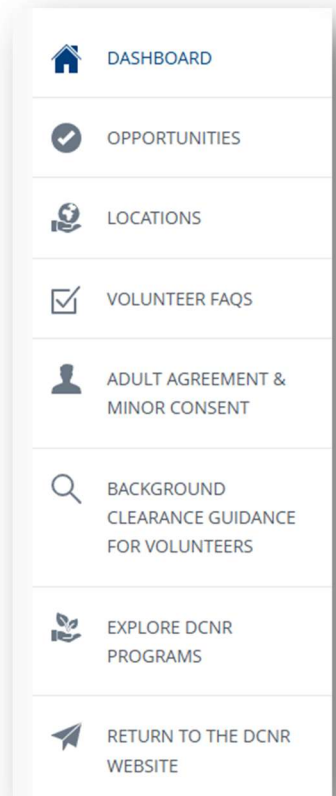 DASHBOARD
OPPORTUNITIES
LOCATIONS
VOLUNTEER FAQS
ADULT AGREEMENT &
MINOR CONSENT
BACKGROUND
CLEARANCE GUIDANCE
FOR VOLUNTEERS
EXPLORE DCNR
PROGRAMS
RETURN TO THE DCNR
WEBSITE